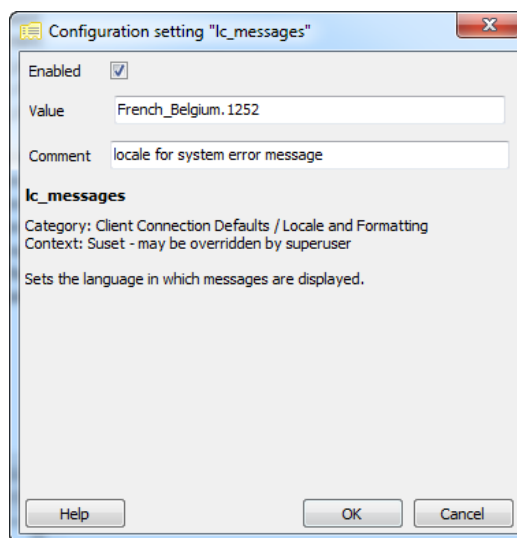 Configuration setting "lc_messages"
Enabled
Value French_Belgium.1252
Comment locale for system error message
lc_messages
Category: Client Connection Defaults / Locale and Formatting
Context: Suset - may be overridden by superuser
Sets the language in which messages are displayed.
Help OK Cancel